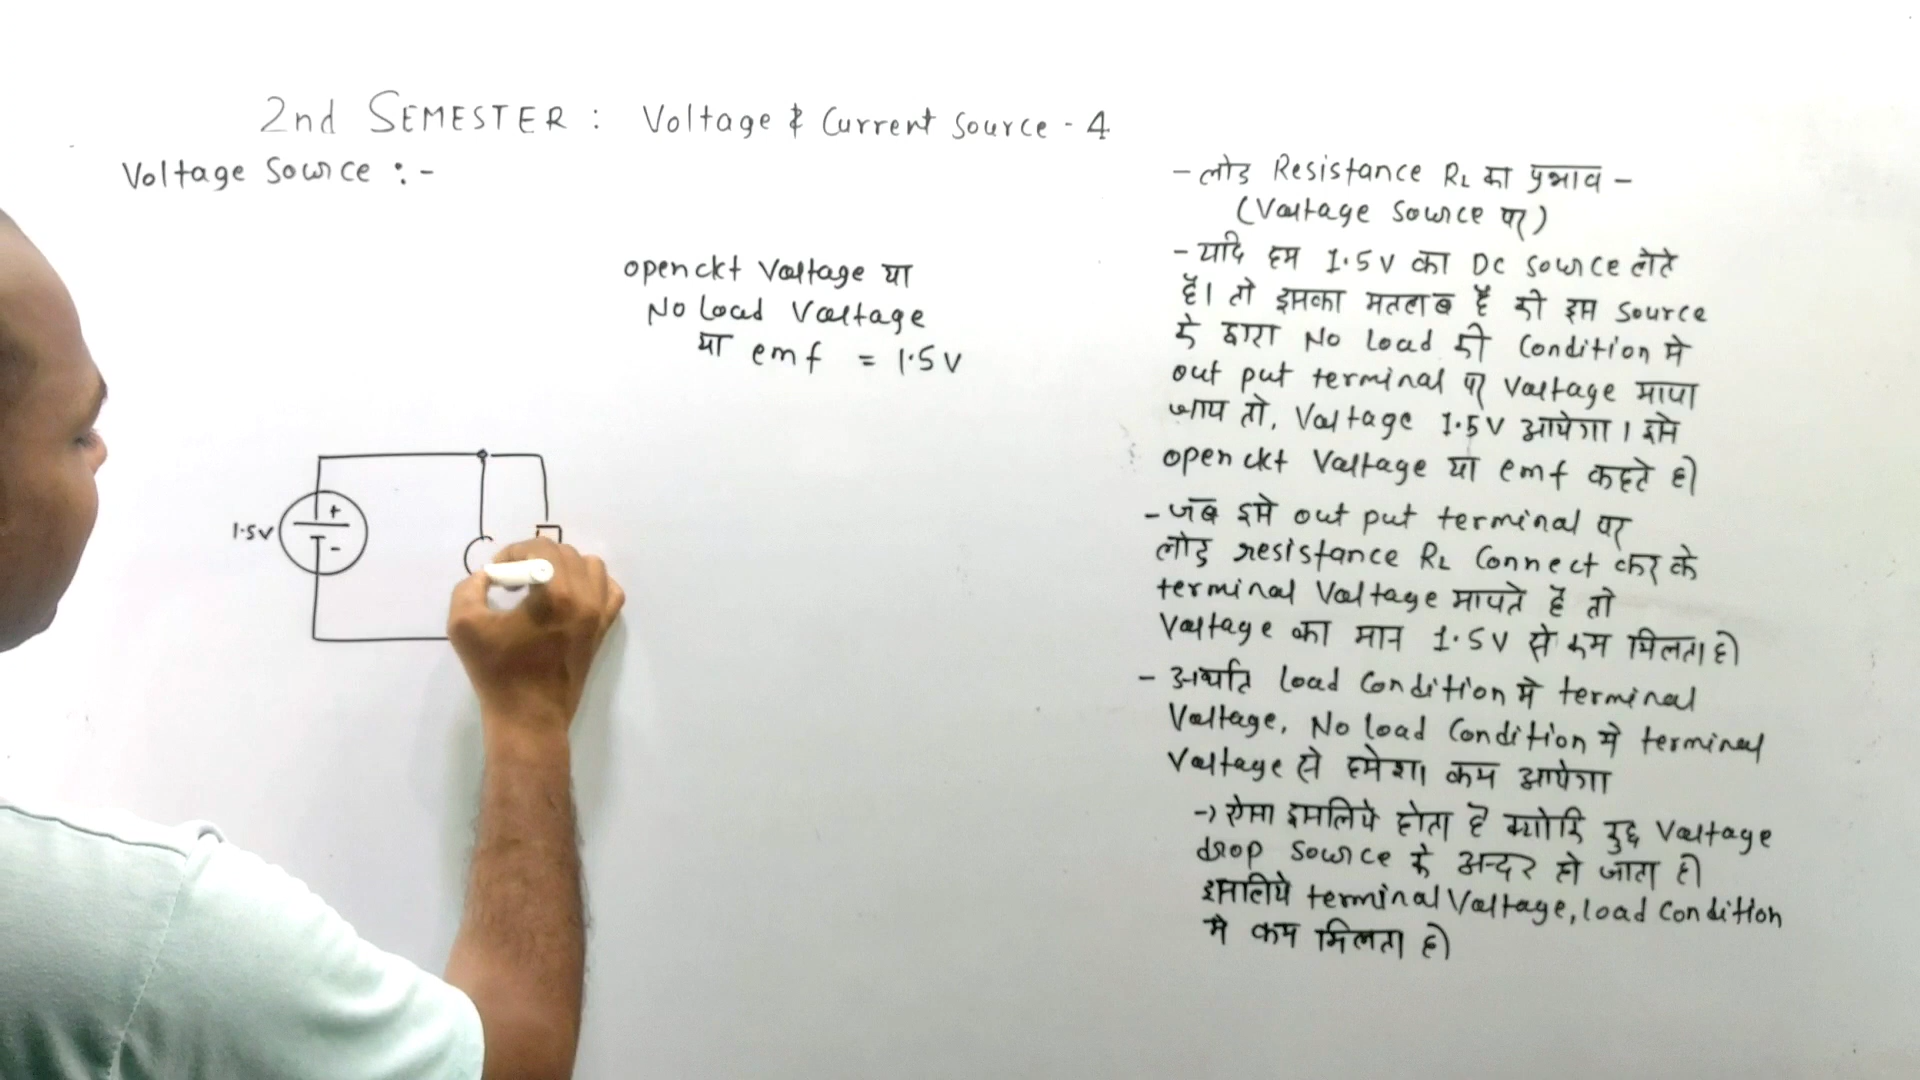 2nd SEMESTER : Voltage & Current Source - 4
Voltage Source :-
open ckt Voltage या
No load Voltage
या emf = 1.5 V
1.5V
+
-
- लोड Resistance RL का प्रभाव -
(Voltage Source पर)
- यदि हम 1.5 V का DC Source लेते
हैं। तो इसका मतलब है की इस Source
के द्वारा No load की Condition मे
out put terminal पर Voltage मापा
जाय तो, Voltage 1.5 V आयेगा। इसे
open ckt Voltage या emf कहते है।
- जब इसे out put terminal पर
लोड resistance RL Connect कर के
terminal Voltage मापते हैं तो
Voltage का मान 1.5V से कम मिलता है।
- अर्थात load Condition मे terminal
Voltage, No load Condition मे terminal
Voltage से हमेशा कम आयेगा
-> ऐसा इसलिये होता है क्योकि कुछ Voltage
drop Source के अन्दर हो जाता है।
इसलिये terminal Voltage, load Condition
मे कम मिलता है।